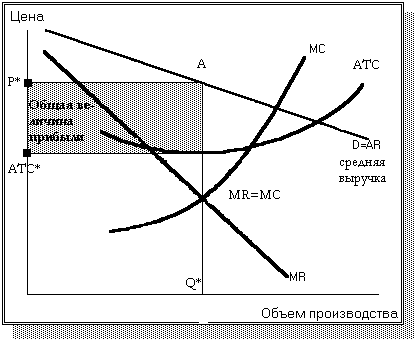 Цена
MC
A
ATC
P*
Общая ве-
личина
прибыли
D=AR
средняя
выручка
ATC*
MR=MC
MR
Q*
Объем производства